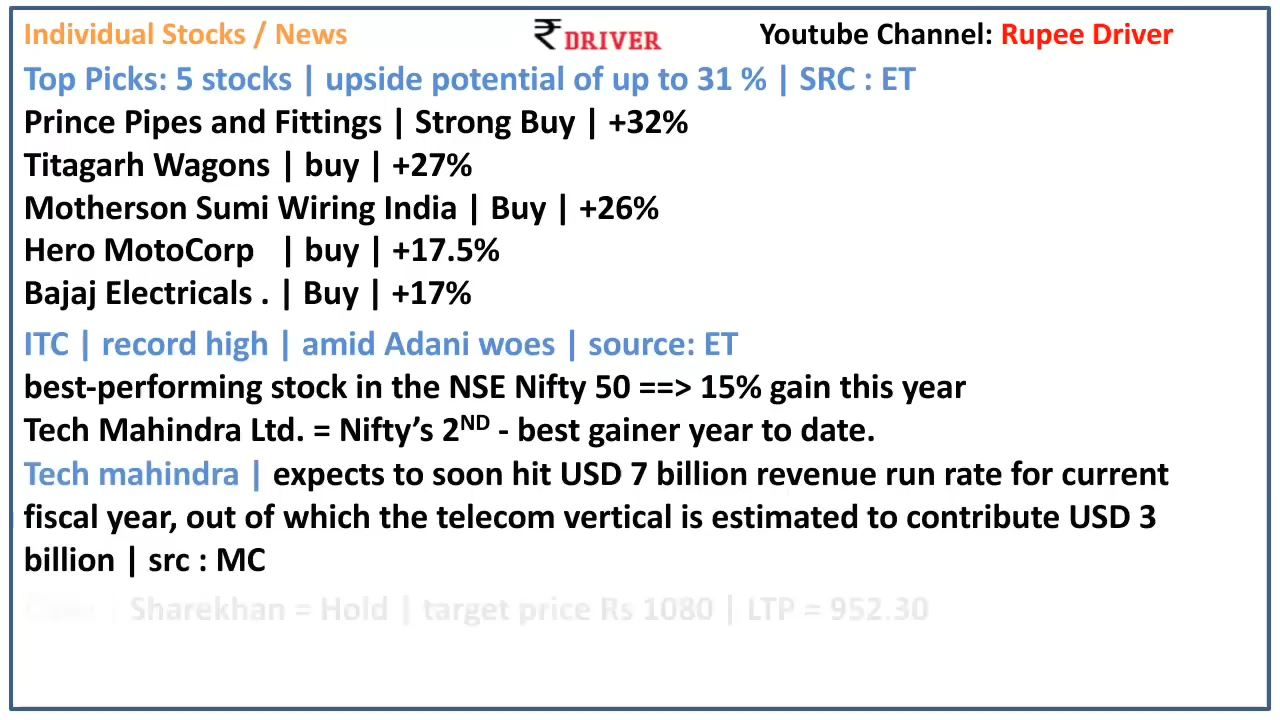 Individual Stocks / News
₹ DRIVER
Youtube Channel: Rupee Driver
Top Picks: 5 stocks | upside potential of up to 31 % | SRC : ET
Prince Pipes and Fittings | Strong Buy | +32%
Titagarh Wagons | buy | +27%
Motherson Sumi Wiring India | Buy | +26%
Hero MotoCorp | buy | +17.5%
Bajaj Electricals . | Buy | +17%
ITC | record high | amid Adani woes | source: ET
best-performing stock in the NSE Nifty 50 ==> 15% gain this year
Tech Mahindra Ltd. = Nifty’s 2ND - best gainer year to date.
Tech mahindra | expects to soon hit USD 7 billion revenue run rate for current
fiscal year, out of which the telecom vertical is estimated to contribute USD 3
billion | src : MC
| Sharekhan = Hold | target price Rs 1080 | LTP = 952.30